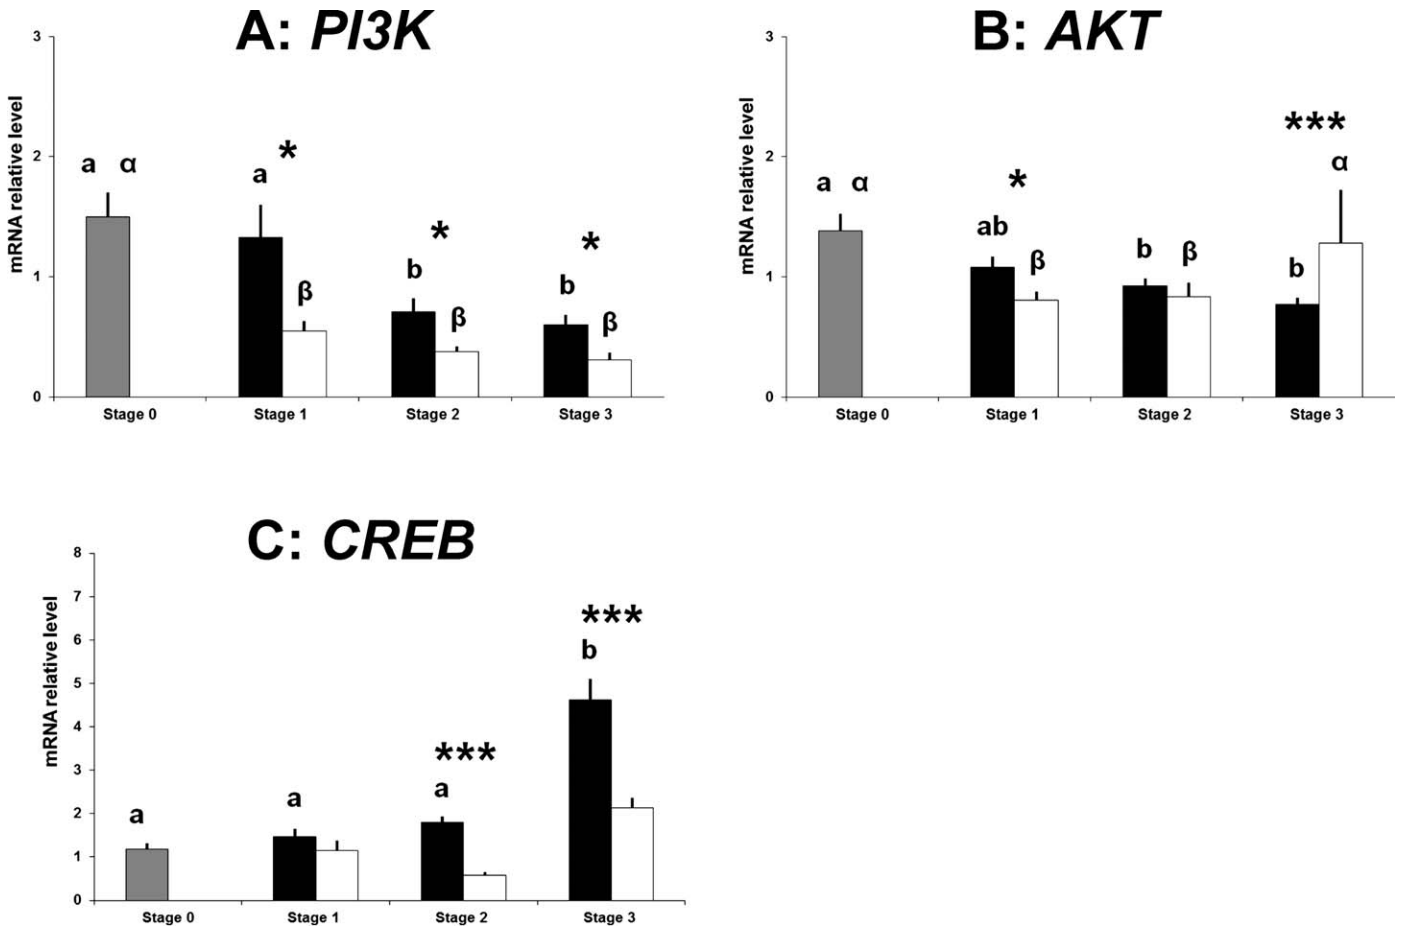 A: PI3K
3
2
1
0
mRNA relative level
a α
a
*
β
b
*
β
b
*
β
Stage 0
Stage 1
Stage 2
Stage 3
B: AKT
3
2
1
0
mRNA relative level
a α
ab
*
β
b
β
b
***
α
Stage 0
Stage 1
Stage 2
Stage 3
C: CREB
8
7
6
5
4
3
2
1
0
mRNA relative level
a
a
***
a
***
b
Stage 0
Stage 1
Stage 2
Stage 3